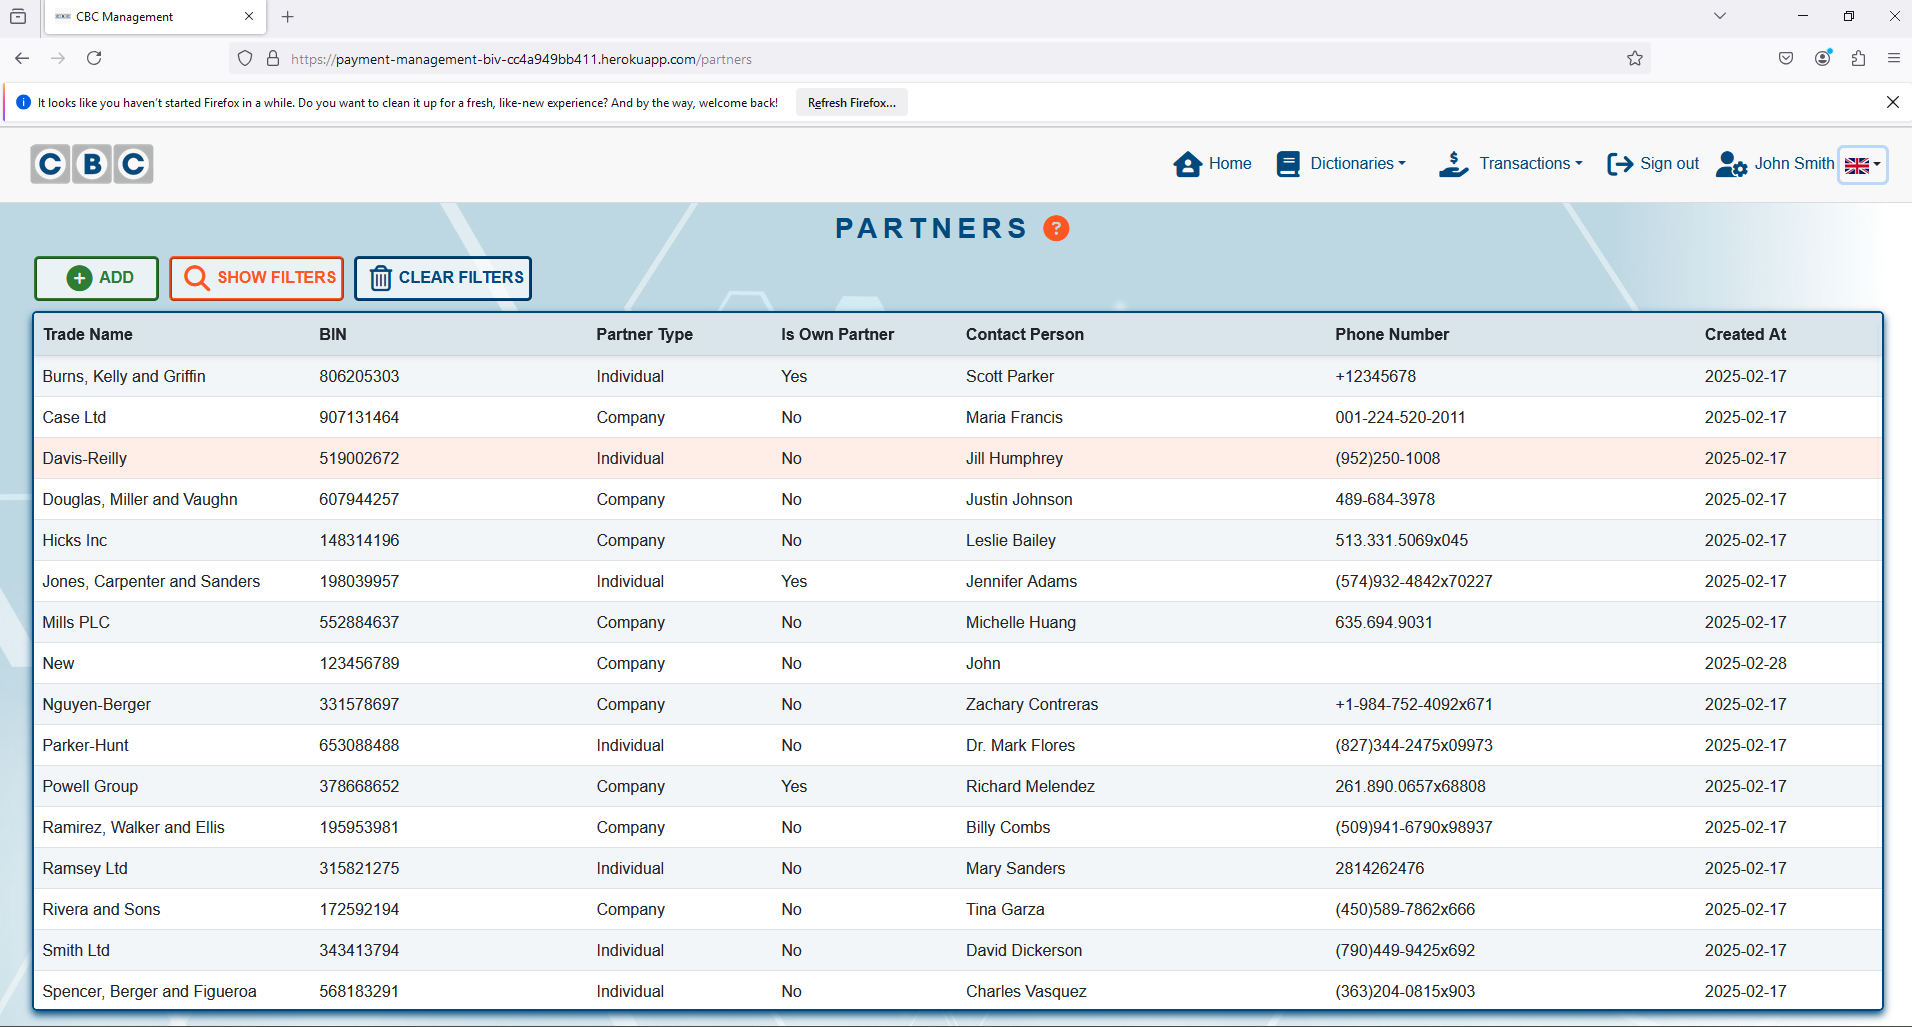 CBC Management
https://payment-management-biv-cc4a949bb411.herokuapp.com/partners
It looks like you haven't started Firefox in a while. Do you want to clean it up for a fresh, like-new experience? And by the way, welcome back! Refresh Firefox...
CBC Home Dictionaries Transactions Sign out John Smith
PARTNERS ?
ADD SHOW FILTERS CLEAR FILTERS
Trade Name BIN Partner Type Is Own Partner Contact Person Phone Number Created At
Burns, Kelly and Griffin 806205303 Individual Yes Scott Parker +12345678 2025-02-17
Case Ltd 907131464 Company No Maria Francis 001-224-520-2011 2025-02-17
Davis-Reilly 519002672 Individual No Jill Humphrey (952)250-1008 2025-02-17
Douglas, Miller and Vaughn 607944257 Company No Justin Johnson 489-684-3978 2025-02-17
Hicks Inc 148314196 Company No Leslie Bailey 513.331.5069x045 2025-02-17
Jones, Carpenter and Sanders 198039957 Individual Yes Jennifer Adams (574)932-4842x70227 2025-02-17
Mills PLC 552884637 Company No Michelle Huang 635.694.9031 2025-02-17
New 123456789 Company No John 2025-02-28
Nguyen-Berger 331578697 Company No Zachary Contreras +1-984-752-4092x671 2025-02-17
Parker-Hunt 653088488 Individual No Dr. Mark Flores (827)344-2475x09973 2025-02-17
Powell Group 378668652 Company Yes Richard Melendez 261.890.0657x68808 2025-02-17
Ramirez, Walker and Ellis 195953981 Company No Billy Combs (509)941-6790x98937 2025-02-17
Ramsey Ltd 315821275 Individual No Mary Sanders 2814262476 2025-02-17
Rivera and Sons 172592194 Company No Tina Garza (450)589-7862x666 2025-02-17
Smith Ltd 343413794 Individual No David Dickerson (790)449-9425x692 2025-02-17
Spencer, Berger and Figueroa 568183291 Individual No Charles Vasquez (363)204-0815x903 2025-02-17